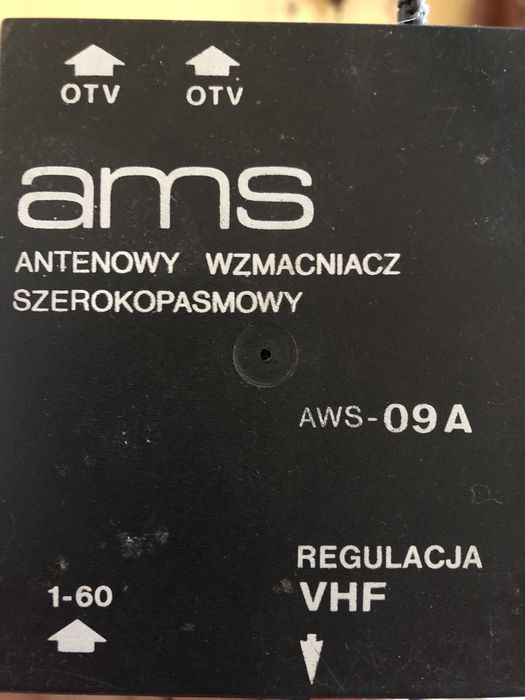 OTV OTV
ams
ANTENOWY WZMACNIACZ
SZEROKOPASMOWY
AWS-09A
REGULACJA
1-60 VHF